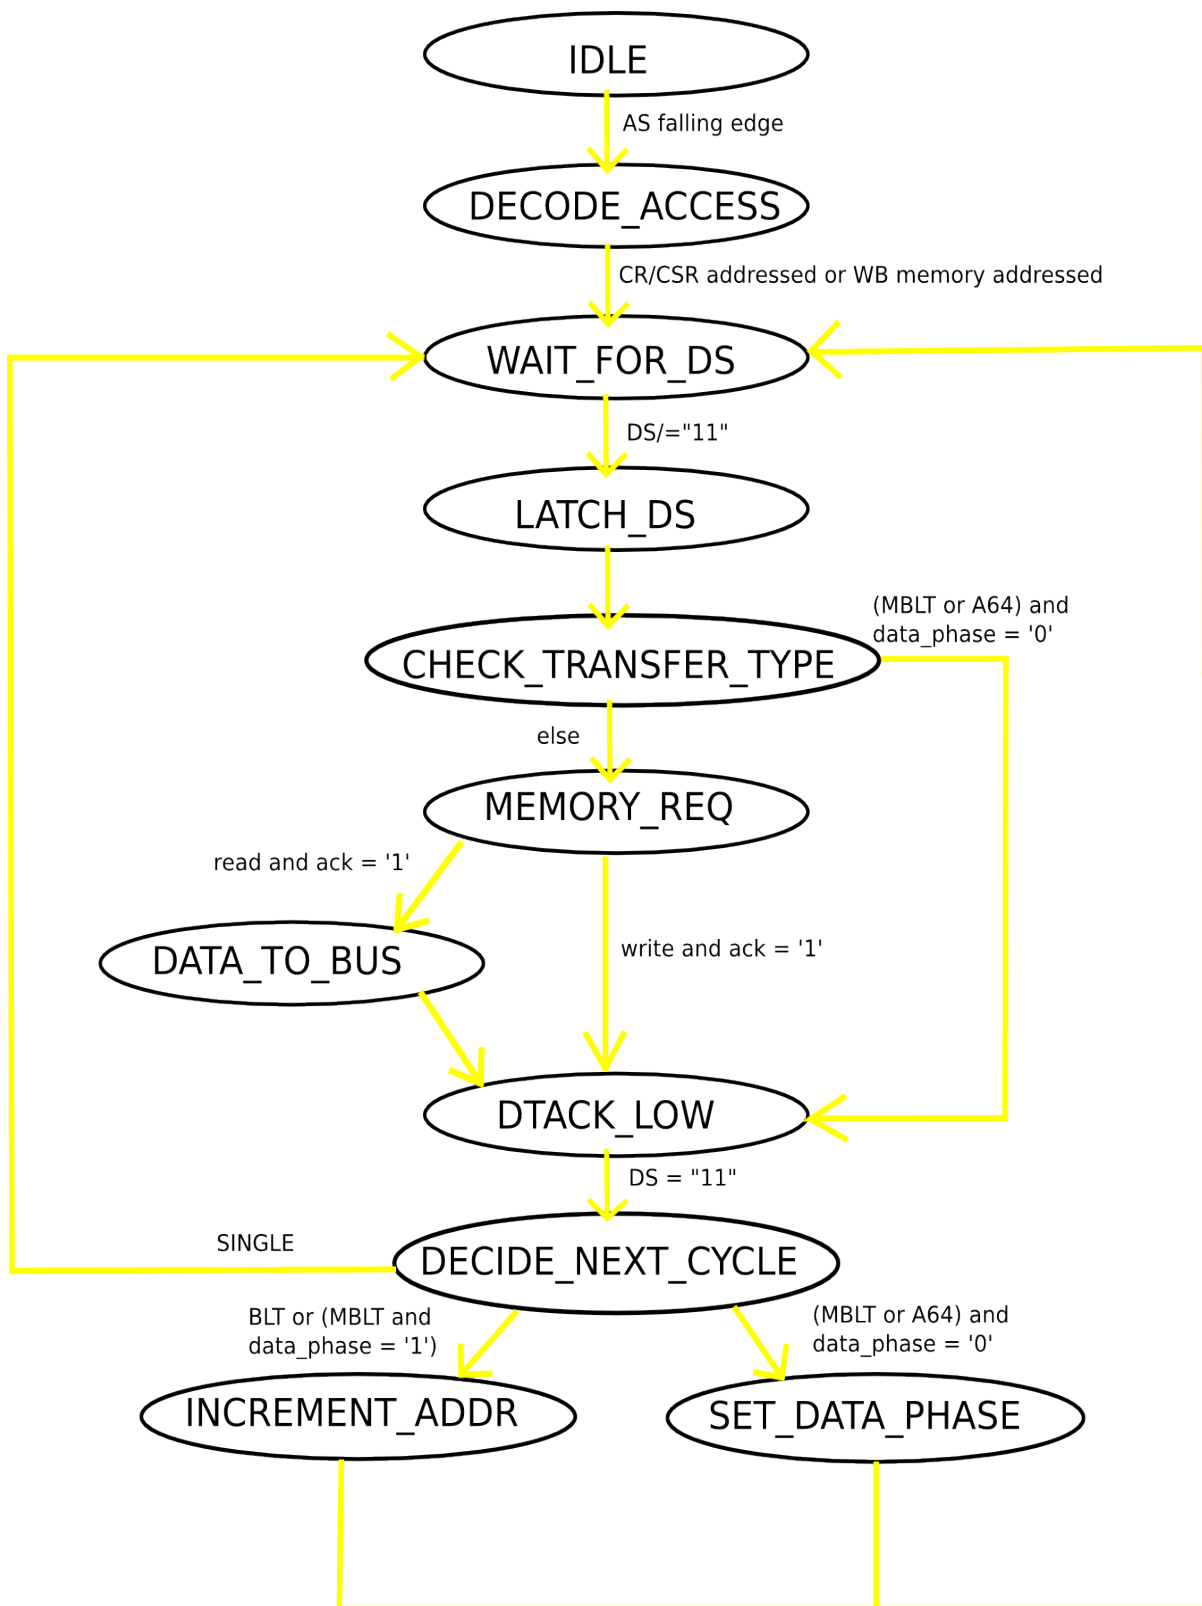 IDLE
AS falling edge
DECODE_ACCESS
CR/CSR addressed or WB memory addressed
WAIT_FOR_DS
DS/="11"
LATCH_DS
(MBLT or A64) and
data_phase = '0'
CHECK_TRANSFER_TYPE
else
MEMORY_REQ
read and ack = '1'
write and ack = '1'
DATA_TO_BUS
DTACK_LOW
DS = "11"
SINGLE
DECIDE_NEXT_CYCLE
BLT or (MBLT and
data_phase = '1')
(MBLT or A64) and
data_phase = '0'
INCREMENT_ADDR
SET_DATA_PHASE